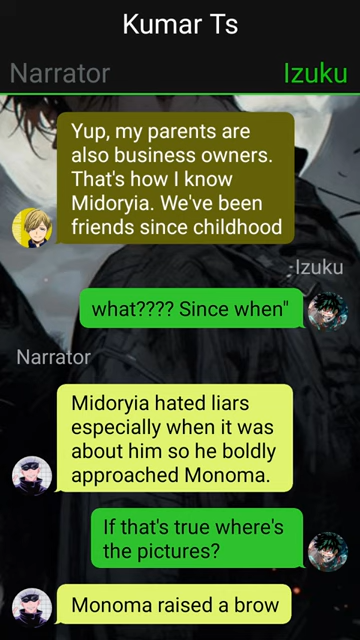 Kumar Ts
Narrator
Izuku
Yup, my parents are
also business owners.
That's how I know
Midoryia. We've been
friends since childhood
Izuku
what???? Since when"
Narrator
Midoryia hated liars
especially when it was
about him so he boldly
approached Monoma.
If that's true where's
the pictures?
Monoma raised a brow